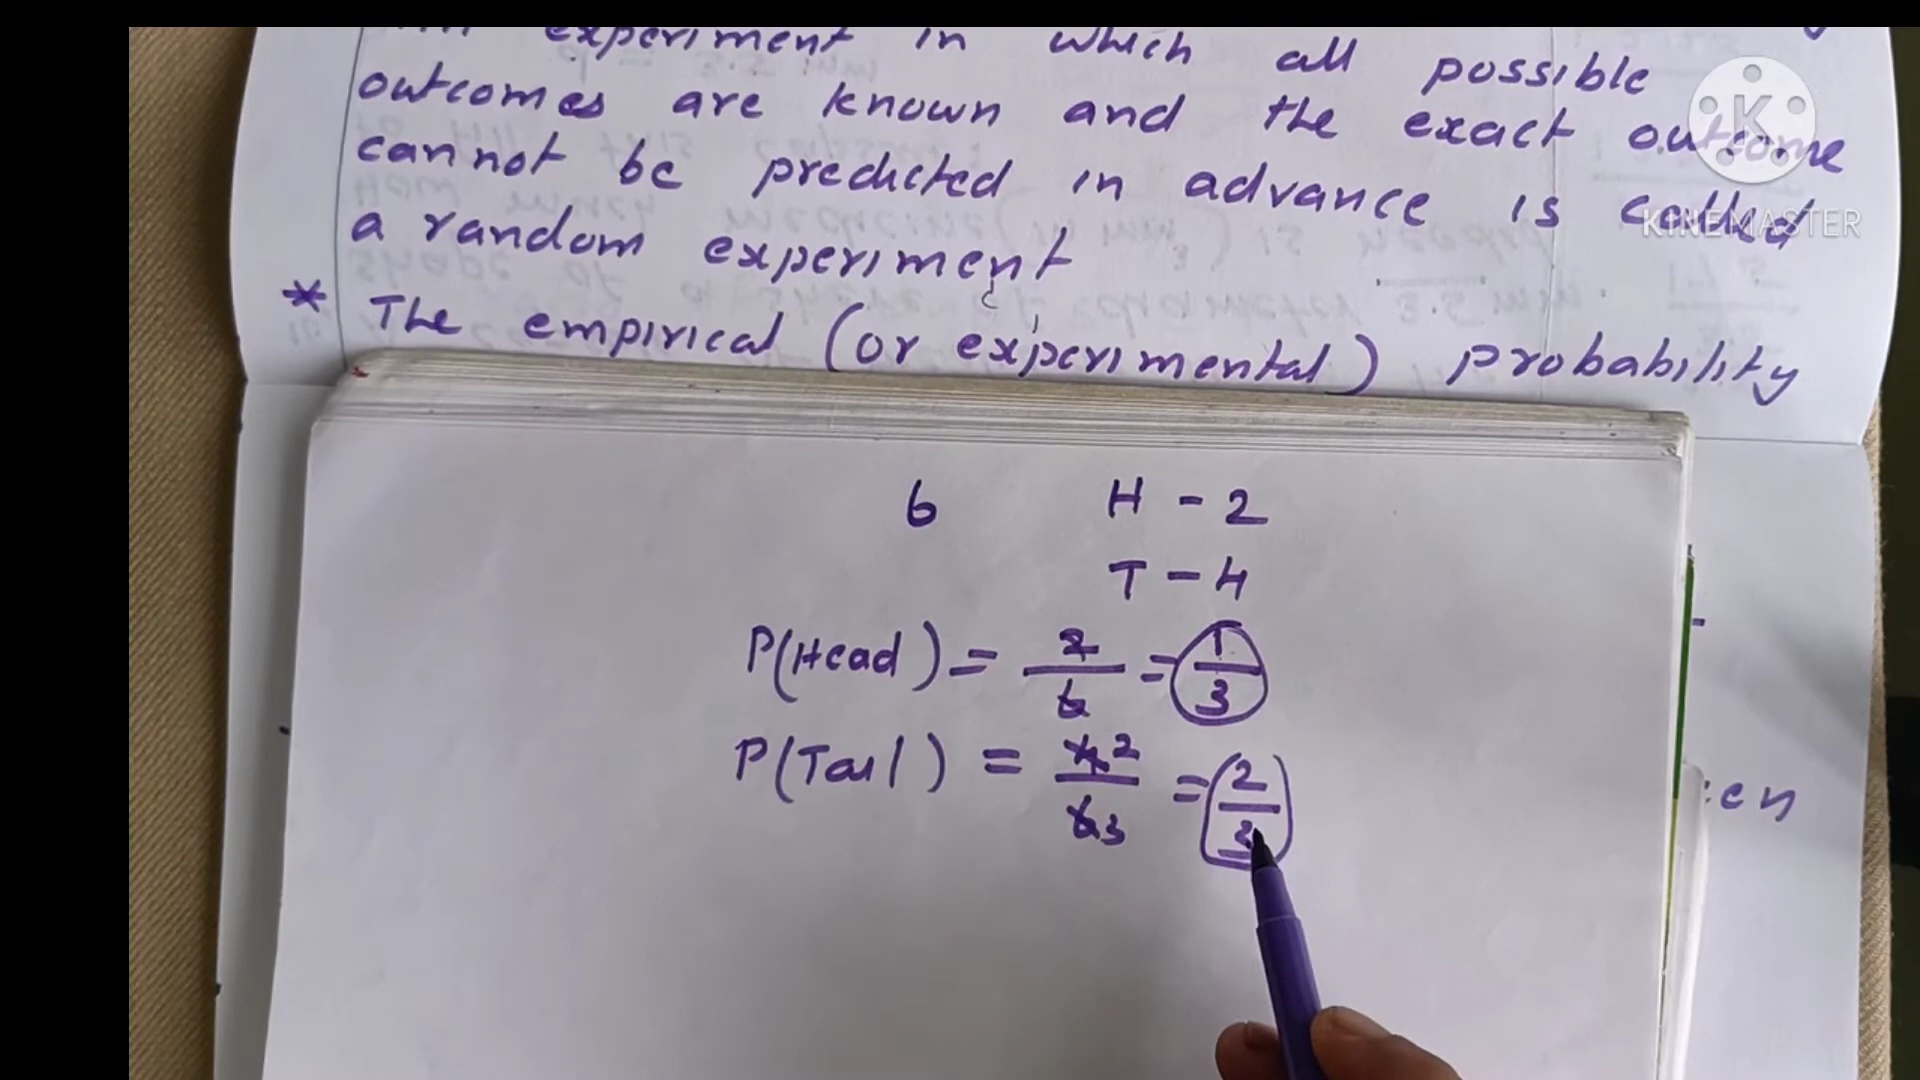 experiment in which all possible
outcomes are known and the exact outcome
cannot be predicted in advance is called
a random experiment
* The empirical (or experimental) probability
6 H - 2
T - 4
P(Head) = 2/6 = 1/3
P(Tail) = 4 2/6 3 = 2/3
en
K
KINEMASTER